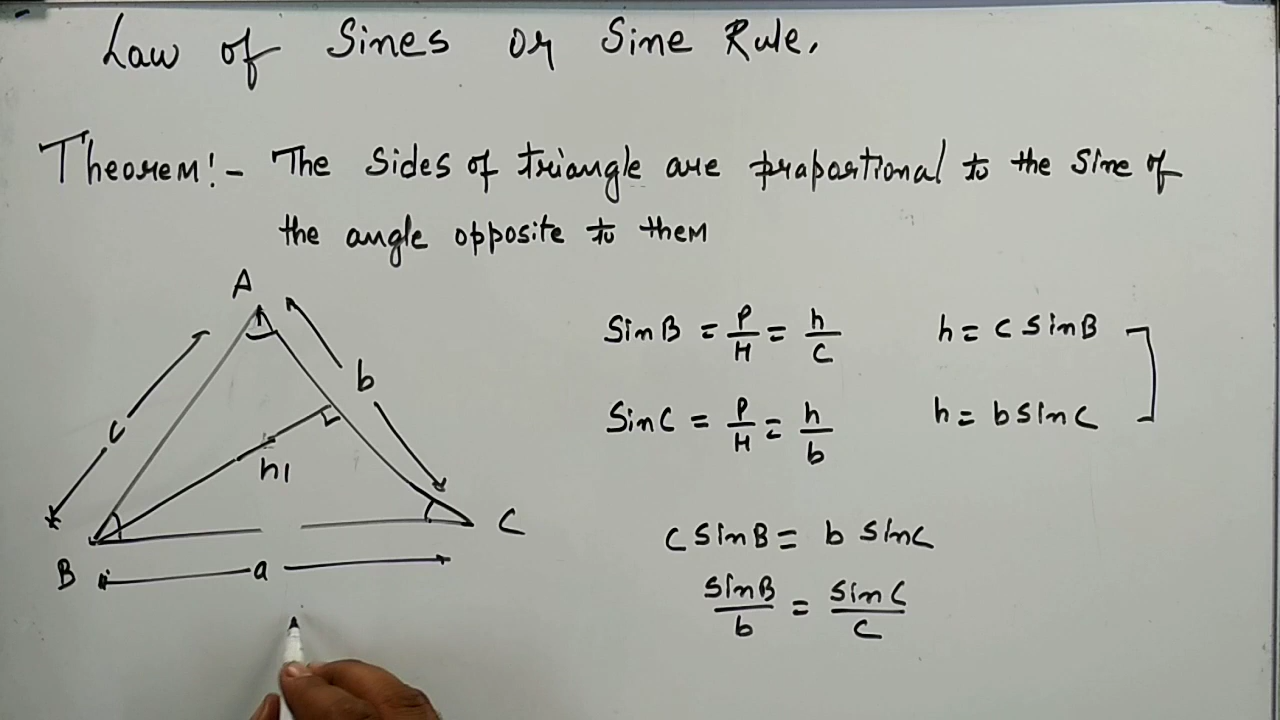 Law of Sines or Sine Rule.
Theorem:- The Sides of triangle are prapartional to the Sine of
the angle opposite to them
A
c
b
h1
B
C
a
SinB = P/H = h/c
h = c sinB
SinC = P/H = h/b
h = b sinC
c sinB = b sinC
sinB/b = sinC/c